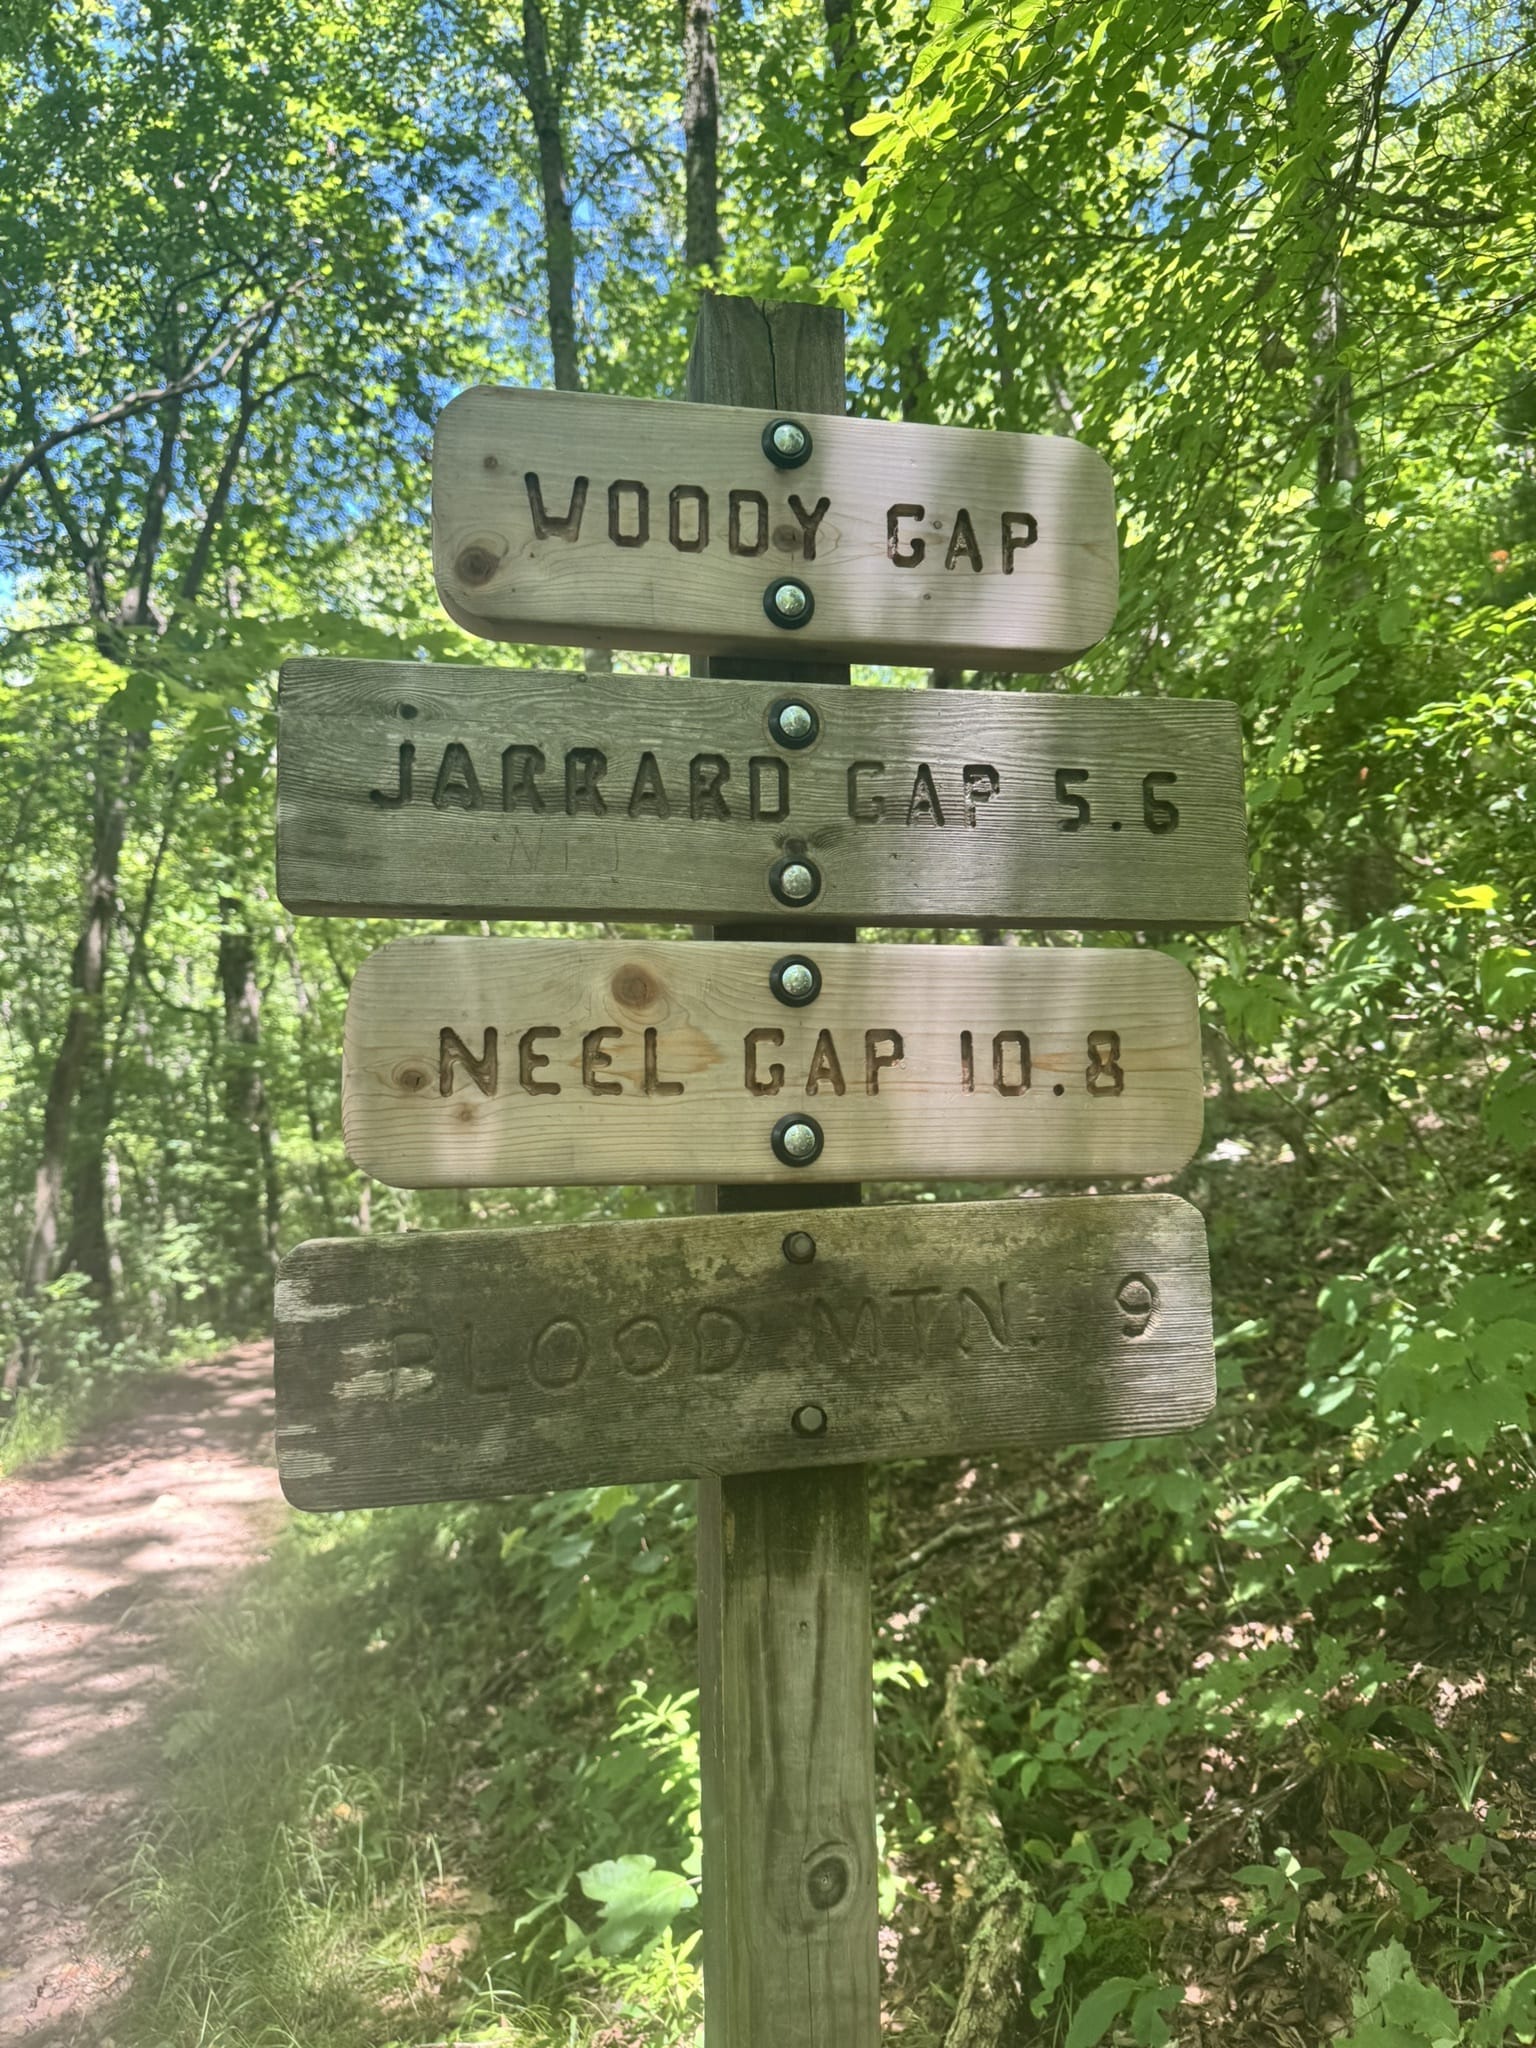 WOODY GAP
JARRARD GAP 5.6
NEEL GAP 10.8
BLOOD MTN. 9